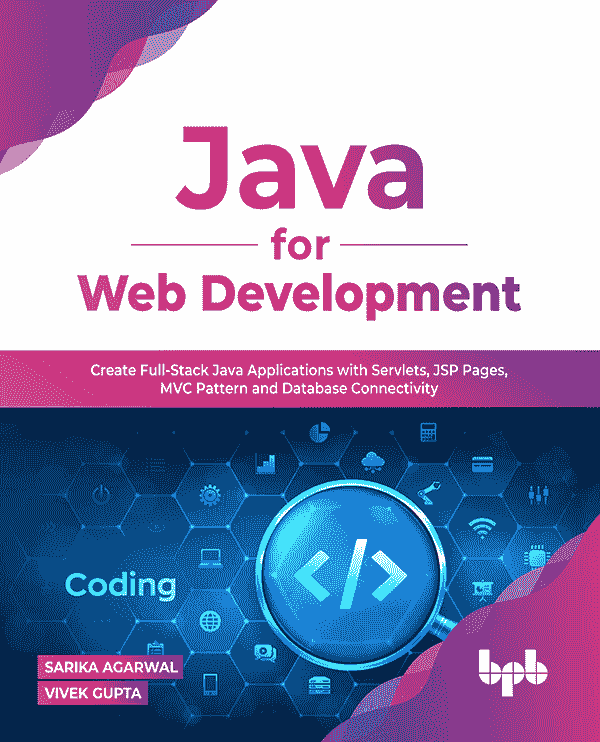 Java
for
Web Development
Create Full-Stack Java Applications with Servlets, JSP Pages,
MVC Pattern and Database Connectivity
Coding
</>
SARIKA AGARWAL
VIVEK GUPTA
bpb